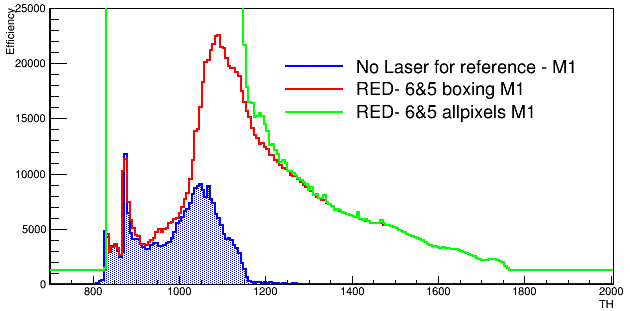 25000
Efficiency
20000
No Laser for reference - M1
RED- 6&5 boxing M1
RED- 6&5 allpixels M1
15000
10000
5000
0
800 1000 1200 1400 1600 1800 2000
TH